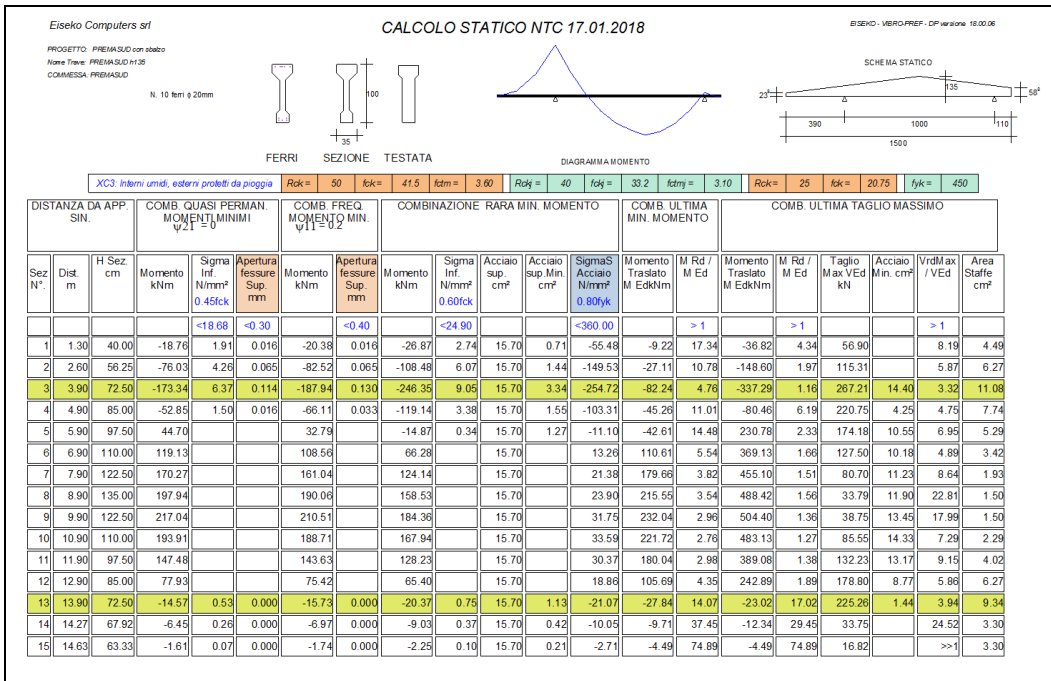 Eiseko Computers srl
CALCOLO STATICO NTC 17.01.2018
EISEKO - VIBRO-PREF - DP versione 18.00.06
PROGETTO: PREMASUD con sbalzo
Nome Trave: PREMASUD h135
COMMESSA: PREMASUD
N. 10 ferri ϕ 20mm
100
35
FERRI SEZIONE TESTATA
DIAGRAMMA MOMENTO
SCHEMA STATICO
23⁵ 135 58³
390 1000 110
1500
XC3: Interni umidi, esterni protetti da pioggia Rck = 50 fck = 41.5 fctm = 3.60 Rckj = 40 fckj = 33.2 fctmj = 3.10 Rck = 25 fck = 20.75 fyk = 450
DISTANZA DA APP. SIN. COMB. QUASI PERMAN. MOMENTI MINIMI ψ21 = 0 COMB. FREQ. MOMENTO MIN. ψ11 = 0.2 COMBINAZIONE RARA MIN. MOMENTO COMB. ULTIMA MIN. MOMENTO COMB. ULTIMA TAGLIO MASSIMO
Sez N°. Dist. m H Sez. cm Momento kNm Sigma Inf. N/mm² 0.45fck Apertura fessure Sup. mm Momento kNm Apertura fessure Sup. mm Momento kNm Sigma Inf. N/mm² 0.60fck Acciaio sup. cm² Acciaio sup.Min. cm² SigmaS Acciaio N/mm² 0.80fyk Momento Traslato M EdkNm M Rd / M Ed Momento Traslato M EdkNm M Rd / M Ed Taglio Max VEd kN Acciaio Min. cm² VrdMax / VEd Area Staffe cm²
<18.68 <0.30 <0.40 <24.90 <360.00 > 1 > 1 > 1
1 1.30 40.00 -18.76 1.91 0.016 -20.38 0.016 -26.87 2.74 15.70 0.71 -55.48 -9.22 17.34 -36.82 4.34 56.90 8.19 4.49
2 2.60 56.25 -76.03 4.26 0.065 -82.52 0.065 -108.48 6.07 15.70 1.44 -149.53 -27.11 10.78 -148.60 1.97 115.31 5.87 6.27
3 3.90 72.50 -173.34 6.37 0.114 -187.94 0.130 -246.35 9.05 15.70 3.34 -254.72 -82.24 4.76 -337.29 1.16 267.21 14.40 3.32 11.08
4 4.90 85.00 -52.85 1.50 0.016 -66.11 0.033 -119.14 3.38 15.70 1.55 -103.31 -45.26 11.01 -80.46 6.19 220.75 4.25 4.75 7.74
5 5.90 97.50 44.70 32.79 -14.87 0.34 15.70 1.27 -11.10 -42.61 14.48 230.78 2.33 174.18 10.55 6.95 5.29
6 6.90 110.00 119.13 108.56 66.28 15.70 13.26 110.61 5.54 369.13 1.66 127.50 10.18 4.89 3.42
7 7.90 122.50 170.27 161.04 124.14 15.70 21.38 179.66 3.82 455.10 1.51 80.70 11.23 8.64 1.93
8 8.90 135.00 197.94 190.06 158.53 15.70 23.90 215.55 3.54 488.42 1.56 33.79 11.90 22.81 1.50
9 9.90 122.50 217.04 210.51 184.36 15.70 31.75 232.04 2.96 504.40 1.36 38.75 13.45 17.99 1.50
10 10.90 110.00 193.91 188.71 167.94 15.70 33.59 221.72 2.76 483.13 1.27 85.55 14.33 7.29 2.29
11 11.90 97.50 147.48 143.63 128.23 15.70 30.37 180.04 2.98 389.08 1.38 132.23 13.17 9.15 4.02
12 12.90 85.00 77.93 75.42 65.40 15.70 18.86 105.69 4.35 242.89 1.89 178.80 8.77 5.86 6.27
13 13.90 72.50 -14.57 0.53 0.000 -15.73 0.000 -20.37 0.75 15.70 1.13 -21.07 -27.84 14.07 -23.02 17.02 225.26 1.44 3.94 9.34
14 14.27 67.92 -6.45 0.26 0.000 -6.97 0.000 -9.03 0.37 15.70 0.42 -10.05 -9.71 37.45 -12.34 29.45 33.75 24.52 3.30
15 14.63 63.33 -1.61 0.07 0.000 -1.74 0.000 -2.25 0.10 15.70 0.21 -2.71 -4.49 74.89 -4.49 74.89 16.82 >>1 3.30